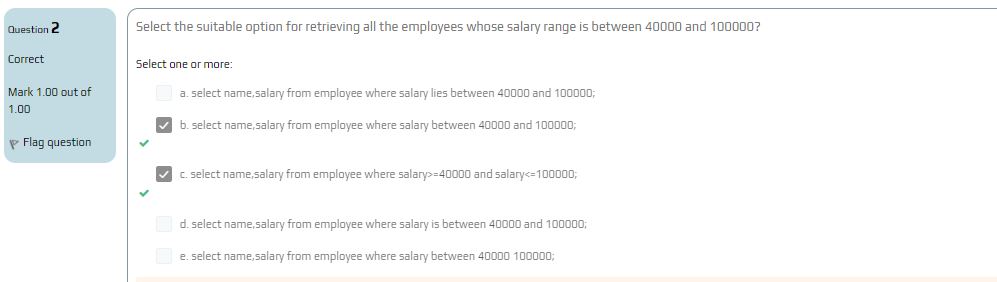 Question 2
Correct
Mark 1.00 out of
1.00
Flag question
Select the suitable option for retrieving all the employees whose salary range is between 40000 and 100000?
Select one or more:
a. select name,salary from employee where salary lies between 40000 and 100000;
b. select name,salary from employee where salary between 40000 and 100000;
c. select name,salary from employee where salary>=40000 and salary<=100000;
d. select name,salary from employee where salary is between 40000 and 100000;
e. select name,salary from employee where salary between 40000 100000;